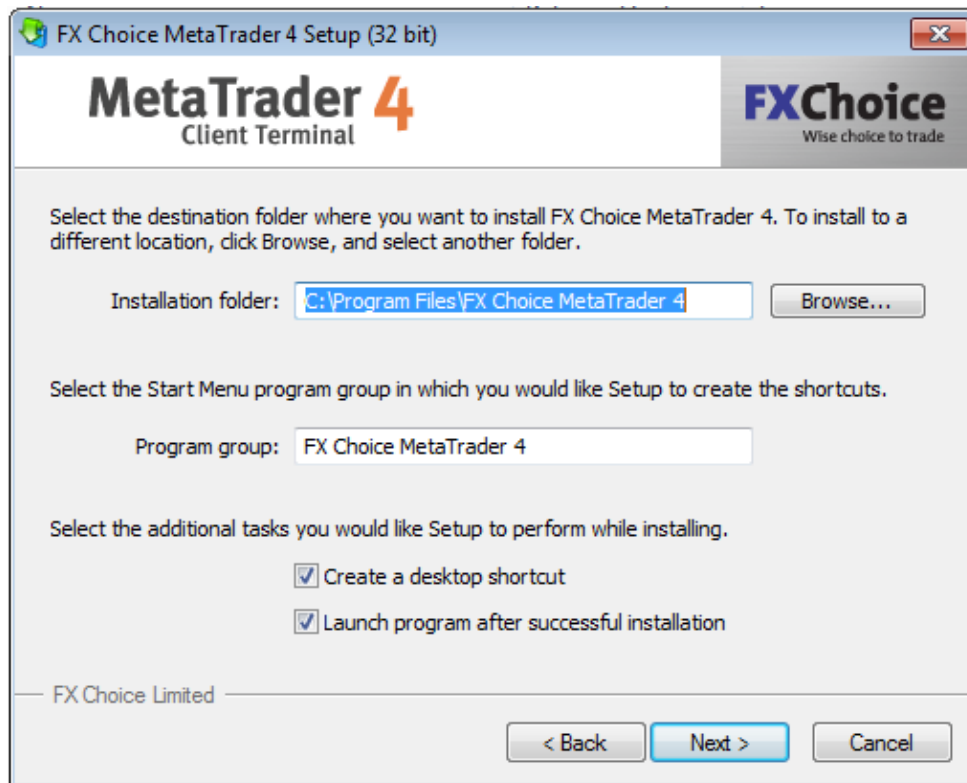 FX Choice MetaTrader 4 Setup (32 bit)
MetaTrader 4
Client Terminal
FXChoice
Wise choice to trade
Select the destination folder where you want to install FX Choice MetaTrader 4. To install to a
different location, click Browse, and select another folder.
Installation folder: C:\Program Files\FX Choice MetaTrader 4 Browse...
Select the Start Menu program group in which you would like Setup to create the shortcuts.
Program group: FX Choice MetaTrader 4
Select the additional tasks you would like Setup to perform while installing.
Create a desktop shortcut
Launch program after successful installation
FX Choice Limited
< Back Next > Cancel